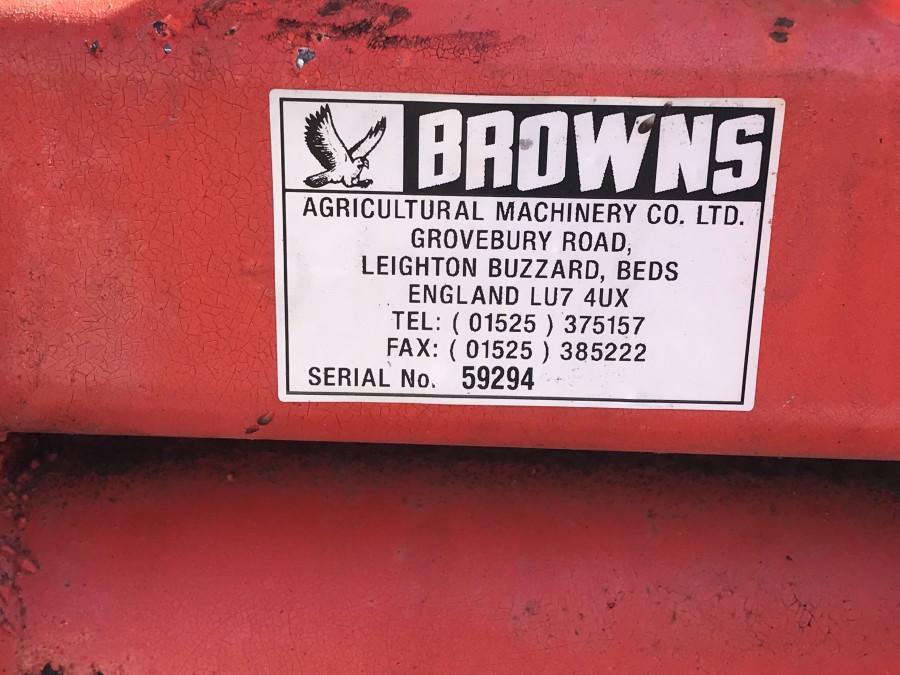 BROWNS
AGRICULTURAL MACHINERY CO. LTD.
GROVEBURY ROAD,
LEIGHTON BUZZARD, BEDS
ENGLAND LU7 4UX
TEL: ( 01525 ) 375157
FAX: ( 01525 ) 385222
SERIAL No. 59294